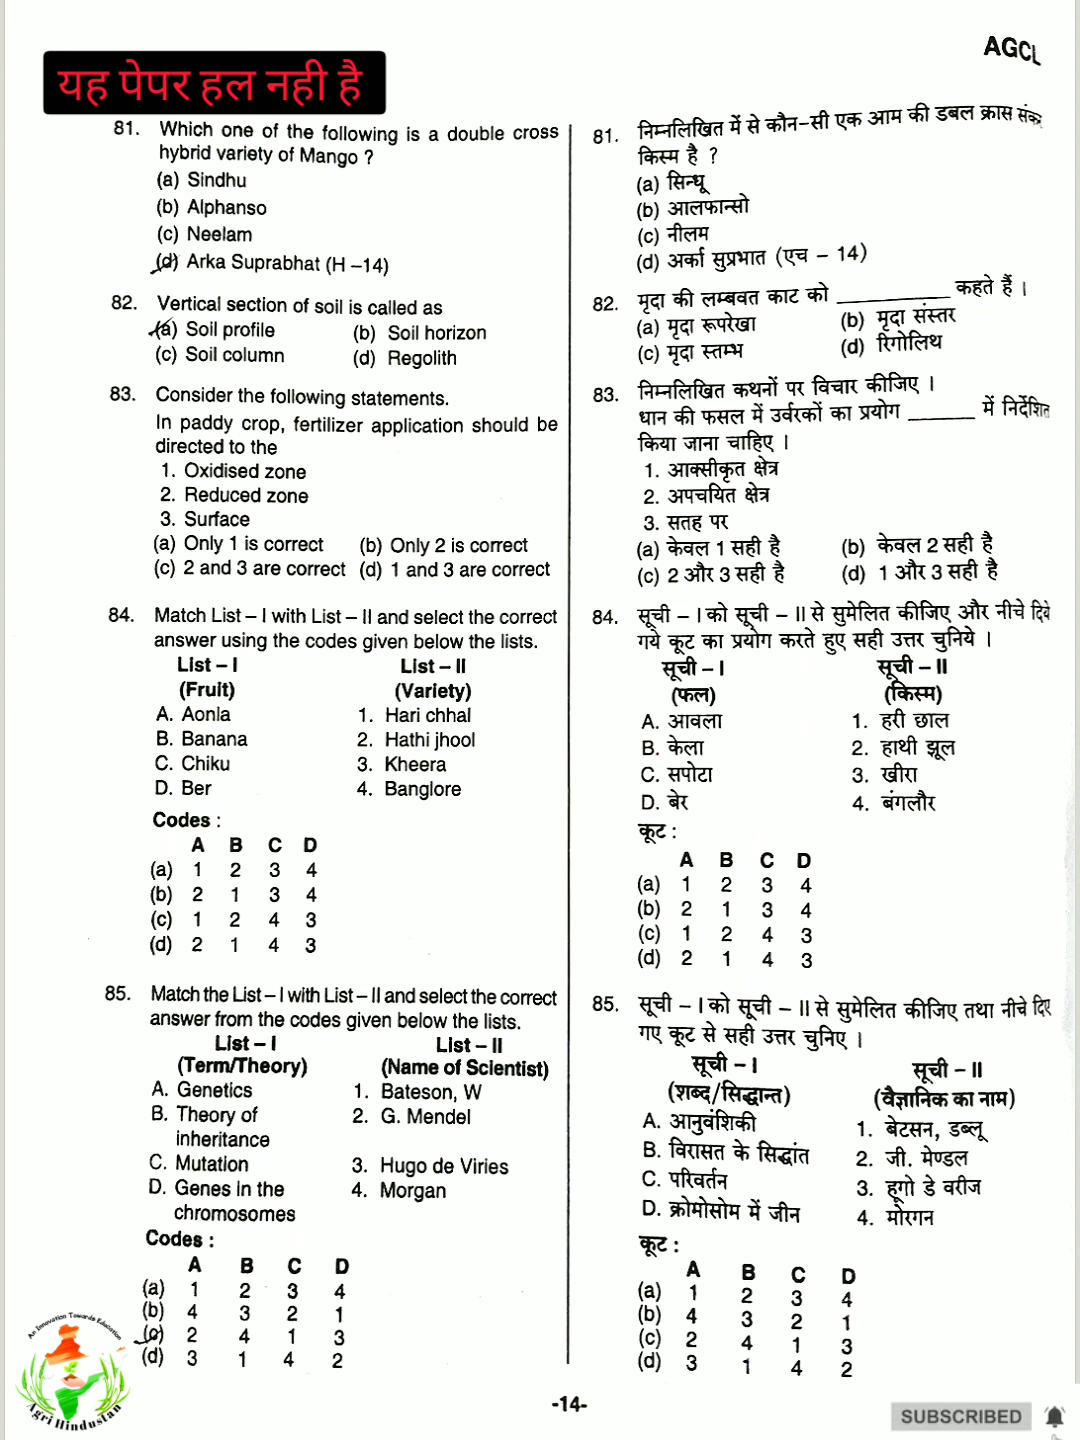 AGCL
यह पेपर हल नही है
81. Which one of the following is a double cross
hybrid variety of Mango ?
(a) Sindhu
(b) Alphanso
(c) Neelam
(d) Arka Suprabhat (H –14)
82. Vertical section of soil is called as
(a) Soil profile (b) Soil horizon
(c) Soil column (d) Regolith
83. Consider the following statements.
In paddy crop, fertilizer application should be
directed to the
1. Oxidised zone
2. Reduced zone
3. Surface
(a) Only 1 is correct (b) Only 2 is correct
(c) 2 and 3 are correct (d) 1 and 3 are correct
84. Match List – I with List – II and select the correct
answer using the codes given below the lists.
List – I List – II
(Fruit) (Variety)
A. Aonla 1. Hari chhal
B. Banana 2. Hathi jhool
C. Chiku 3. Kheera
D. Ber 4. Banglore
Codes :
A B C D
(a) 1 2 3 4
(b) 2 1 3 4
(c) 1 2 4 3
(d) 2 1 4 3
85. Match the List – I with List – II and select the correct
answer from the codes given below the lists.
List – I List – II
(Term/Theory) (Name of Scientist)
A. Genetics 1. Bateson, W
B. Theory of 2. G. Mendel
inheritance
C. Mutation 3. Hugo de Viries
D. Genes in the 4. Morgan
chromosomes
Codes :
A B C D
(a) 1 2 3 4
(b) 4 3 2 1
(c) 2 4 1 3
(d) 3 1 4 2
81. निम्नलिखित में से कौन-सी एक आम की डबल क्रास संकर
किस्म है ?
(a) सिन्धू
(b) आलफान्सो
(c) नीलम
(d) अर्का सुप्रभात (एच – 14)
82. मृदा की लम्बवत काट को __________ कहते हैं ।
(a) मृदा रूपरेखा (b) मृदा संस्तर
(c) मृदा स्तम्भ (d) रिगोलिथ
83. निम्नलिखित कथनों पर विचार कीजिए ।
धान की फसल में उर्वरकों का प्रयोग ______ में निर्देशित
किया जाना चाहिए ।
1. आक्सीकृत क्षेत्र
2. अपचयित क्षेत्र
3. सतह पर
(a) केवल 1 सही है (b) केवल 2 सही है
(c) 2 और 3 सही है (d) 1 और 3 सही है
84. सूची – I को सूची – II से सुमेलित कीजिए और नीचे दिये
गये कूट का प्रयोग करते हुए सही उत्तर चुनिये ।
सूची – I सूची – II
(फल) (किस्म)
A. आवला 1. हरी छाल
B. केला 2. हाथी झूल
C. सपोटा 3. खीरा
D. बेर 4. बंगलौर
कूट :
A B C D
(a) 1 2 3 4
(b) 2 1 3 4
(c) 1 2 4 3
(d) 2 1 4 3
85. सूची – I को सूची – II से सुमेलित कीजिए तथा नीचे दिए
गए कूट से सही उत्तर चुनिए ।
सूची – I सूची – II
(शब्द/सिद्धान्त) (वैज्ञानिक का नाम)
A. आनुवंशिकी 1. बेटसन, डब्लू
B. विरासत के सिद्धांत 2. जी. मेण्डल
C. परिवर्तन 3. हूगो डे वरीज
D. क्रोमोसोम में जीन 4. मोरगन
कूट :
A B C D
(a) 1 2 3 4
(b) 4 3 2 1
(c) 2 4 1 3
(d) 3 1 4 2
An Innovation Towards Education
Agri Hindustan
-14-
SUBSCRIBED